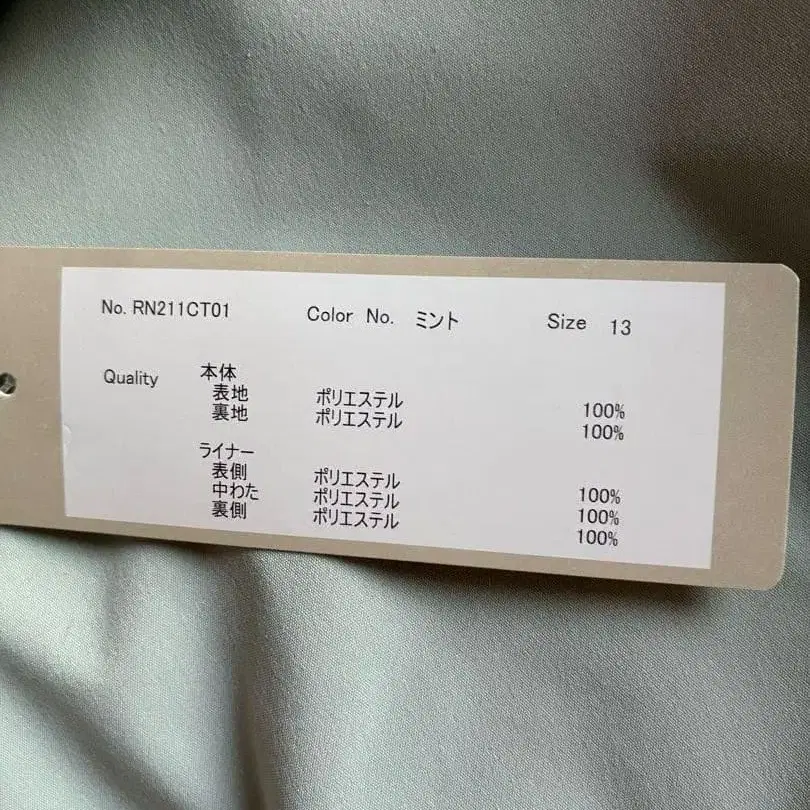 No. RN211CT01 Color No. ミント Size 13
Quality 本体
表地 ポリエステル 100%
裏地 ポリエステル 100%
ライナー
表側 ポリエステル 100%
中わた ポリエステル 100%
裏側 ポリエステル 100%